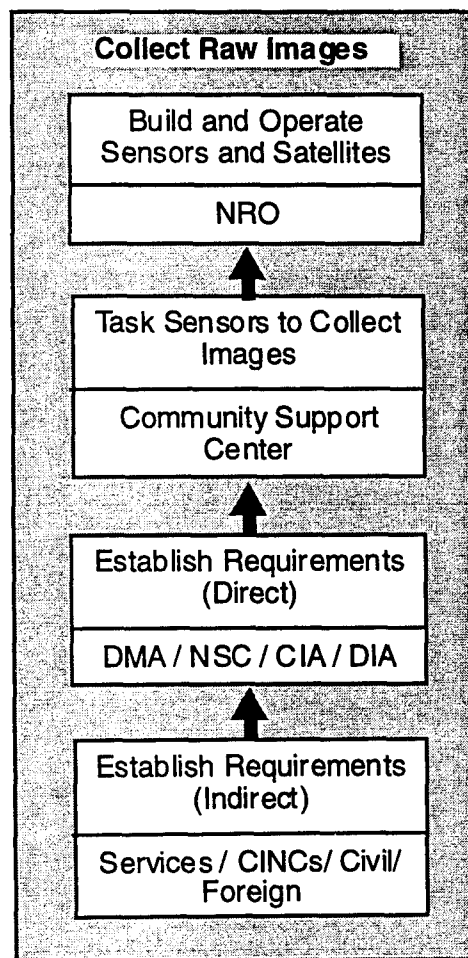 Collect Raw Images
Build and Operate
Sensors and Satellites
NRO
Task Sensors to Collect
Images
Community Support
Center
Establish Requirements
(Direct)
DMA / NSC / CIA / DIA
Establish Requirements
(Indirect)
Services / CINCs/ Civil/
Foreign